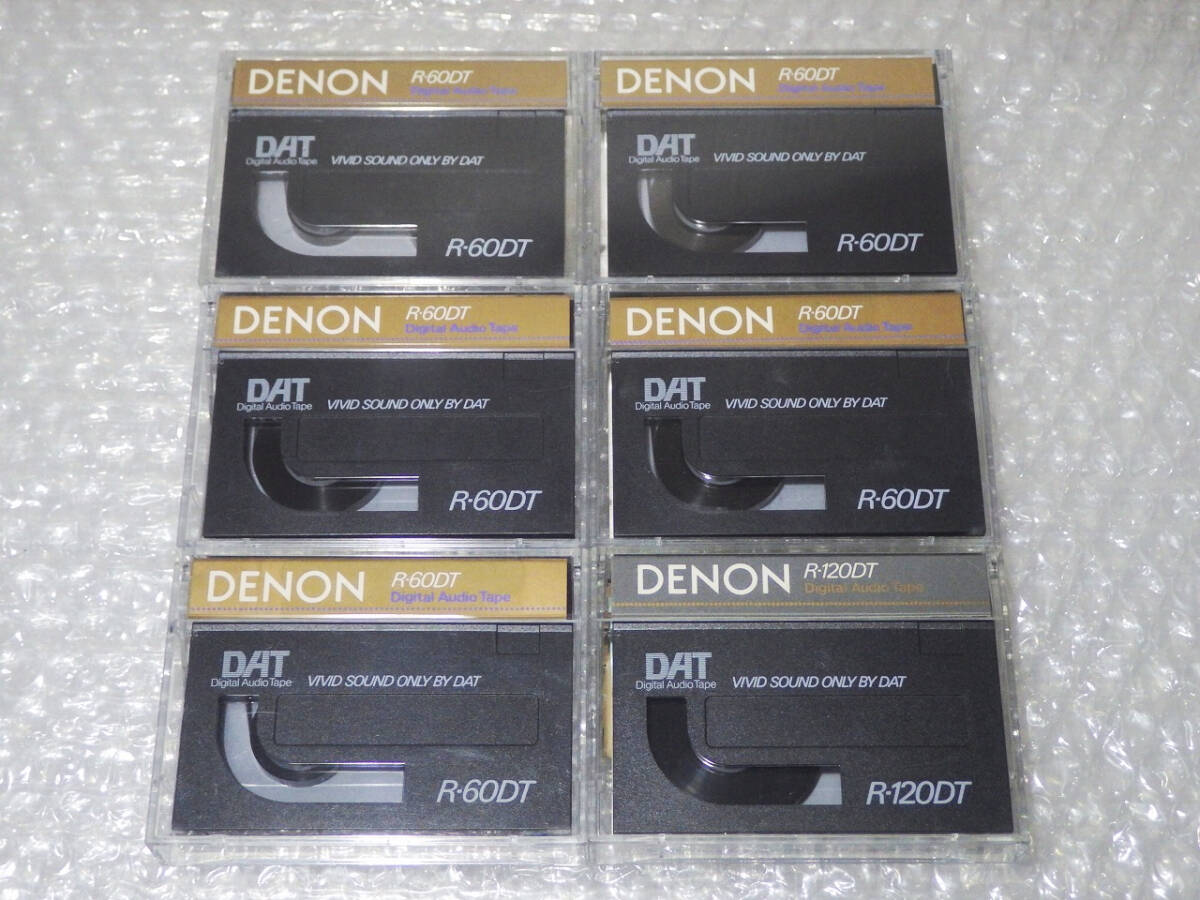 DENON R·60DT
Digital Audio Tape
DAT
Digital Audio Tape
VIVID SOUND ONLY BY DAT
R·60DT
DENON R·60DT
Digital Audio Tape
DAT
Digital Audio Tape
VIVID SOUND ONLY BY DAT
R·60DT
DENON R·60DT
Digital Audio Tape
DAT
Digital Audio Tape
VIVID SOUND ONLY BY DAT
R·60DT
DENON R·60DT
Digital Audio Tape
DAT
Digital Audio Tape
VIVID SOUND ONLY BY DAT
R·60DT
DENON R·60DT
Digital Audio Tape
DAT
Digital Audio Tape
VIVID SOUND ONLY BY DAT
R·60DT
DENON R·120DT
Digital Audio Tape
DAT
Digital Audio Tape
VIVID SOUND ONLY BY DAT
R·120DT